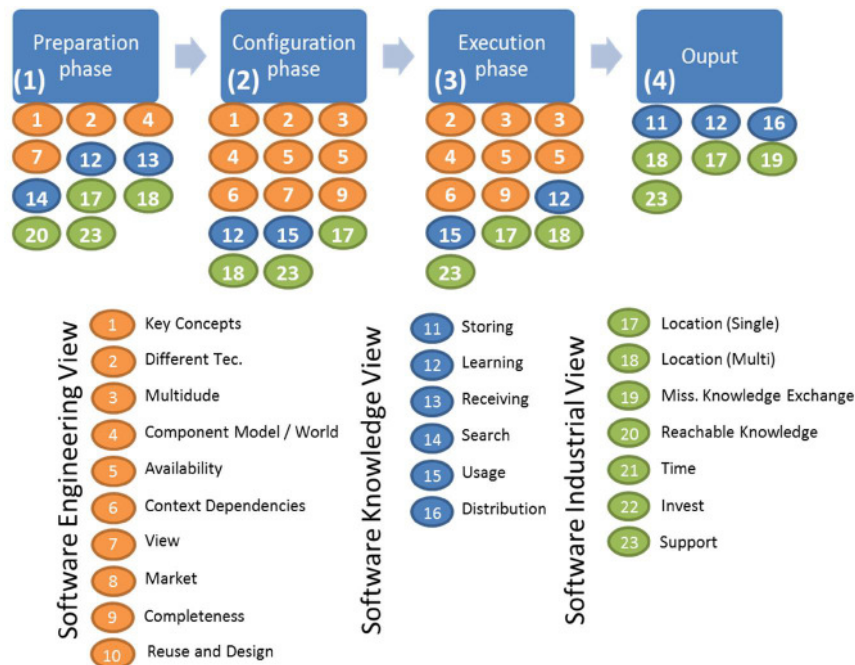 Preparation
phase
(1)
Configuration
phase
(2)
Execution
phase
(3)
Ouput
(4)
1 2 4
7 12 13
14 17 18
20 23
1 2 3
4 5 5
6 7 9
12 15 17
18 23
2 3 3
4 5 5
6 9 12
15 17 18
23
11 12 16
18 17 19
23
Software Engineering View
1 Key Concepts
2 Different Tec.
3 Multidude
4 Component Model / World
5 Availability
6 Context Dependencies
7 View
8 Market
9 Completeness
10 Reuse and Design
Software Knowledge View
11 Storing
12 Learning
13 Receiving
14 Search
15 Usage
16 Distribution
Software Industrial View
17 Location (Single)
18 Location (Multi)
19 Miss. Knowledge Exchange
20 Reachable Knowledge
21 Time
22 Invest
23 Support